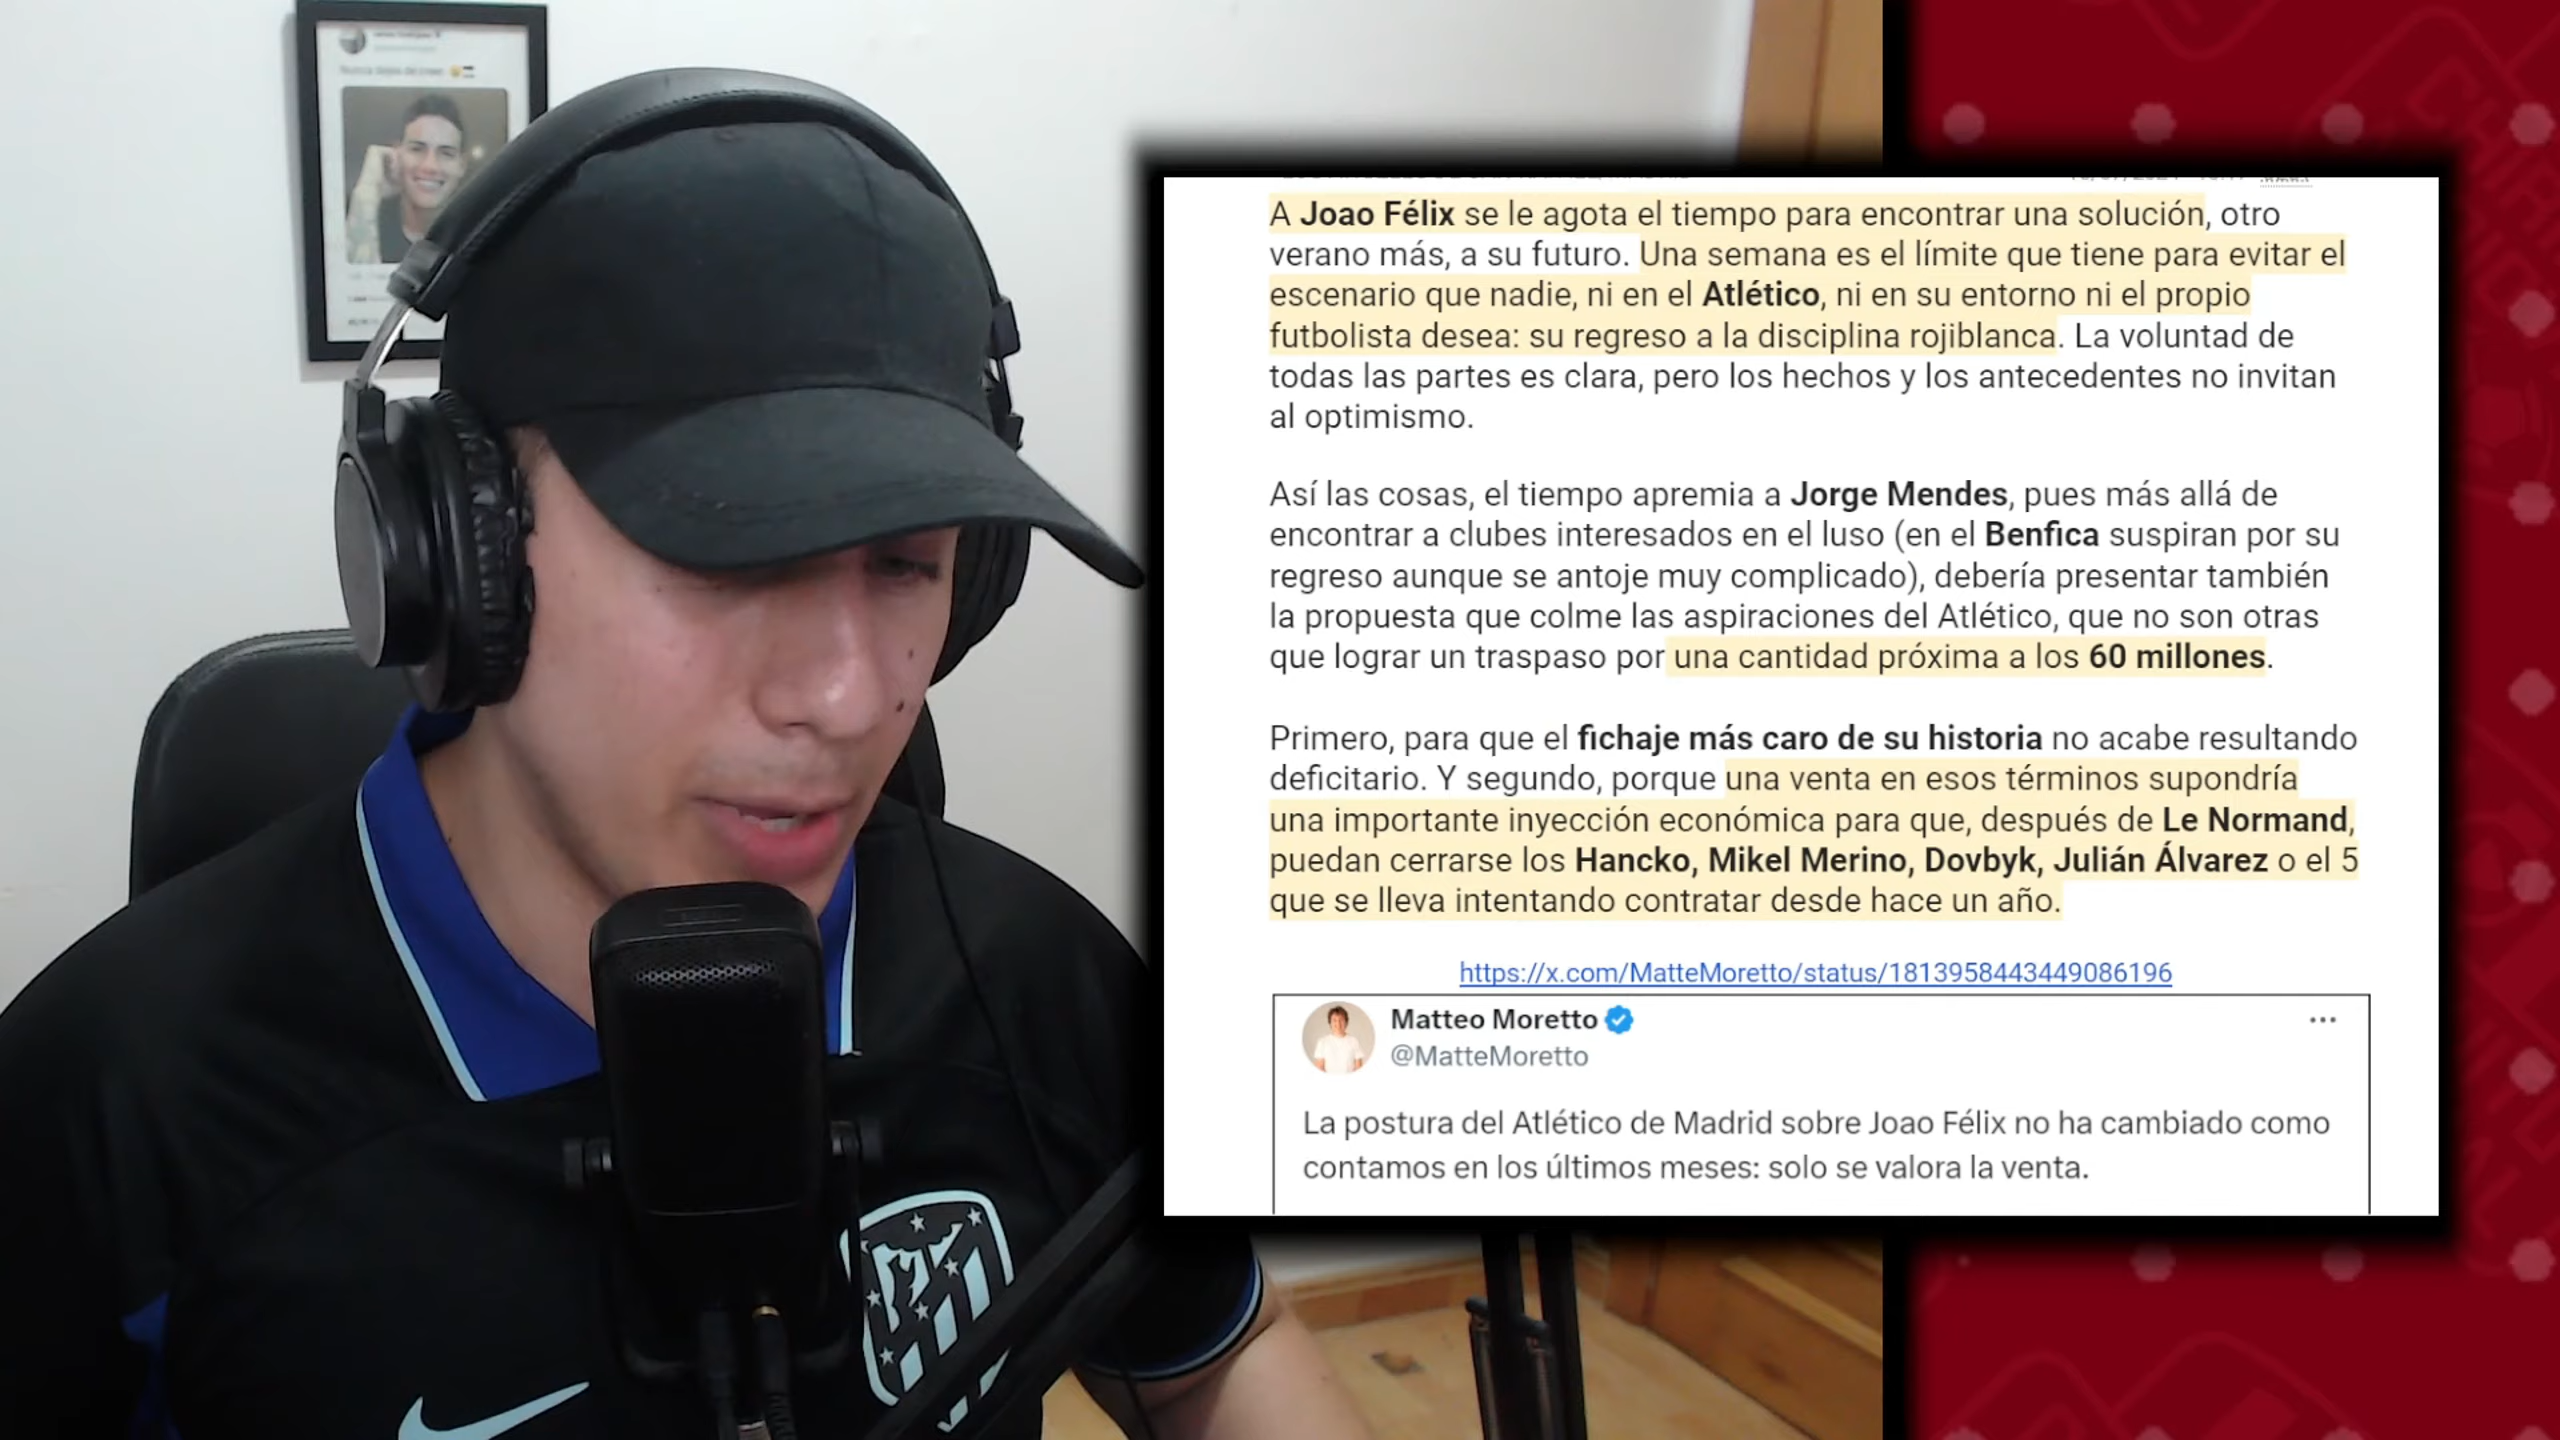 A Joao Félix se le agota el tiempo para encontrar una solución, otro
verano más, a su futuro. Una semana es el límite que tiene para evitar el
escenario que nadie, ni en el Atlético, ni en su entorno ni el propio
futbolista desea: su regreso a la disciplina rojiblanca. La voluntad de
todas las partes es clara, pero los hechos y los antecedentes no invitan
al optimismo.
Así las cosas, el tiempo apremia a Jorge Mendes, pues más allá de
encontrar a clubes interesados en el luso (en el Benfica suspiran por su
regreso aunque se antoje muy complicado), debería presentar también
la propuesta que colme las aspiraciones del Atlético, que no son otras
que lograr un traspaso por una cantidad próxima a los 60 millones.
Primero, para que el fichaje más caro de su historia no acabe resultando
deficitario. Y segundo, porque una venta en esos términos supondría
una importante inyección económica para que, después de Le Normand,
puedan cerrarse los Hancko, Mikel Merino, Dovbyk, Julián Álvarez o el 5
que se lleva intentando contratar desde hace un año.
https://x.com/MatteMoretto/status/1813958443449086196
Matteo Moretto
@MatteMoretto
La postura del Atlético de Madrid sobre Joao Félix no ha cambiado como
contamos en los últimos meses: solo se valora la venta.